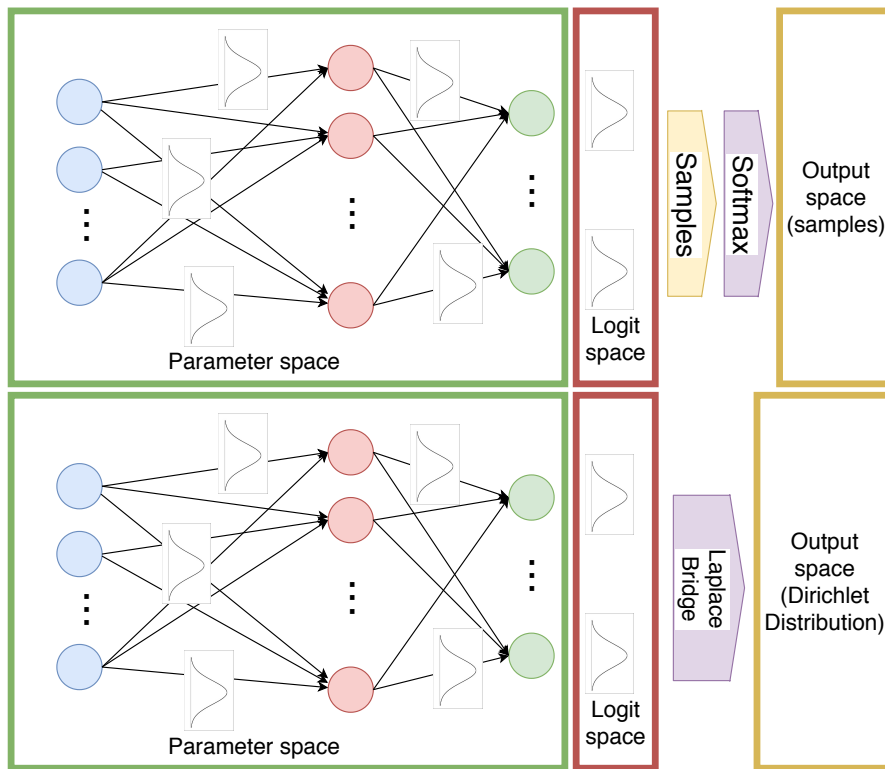 Parameter space
Logit
space
Samples
Softmax
Output
space
(samples)
Parameter space
Logit
space
Laplace
Bridge
Output
space
(Dirichlet
Distribution)